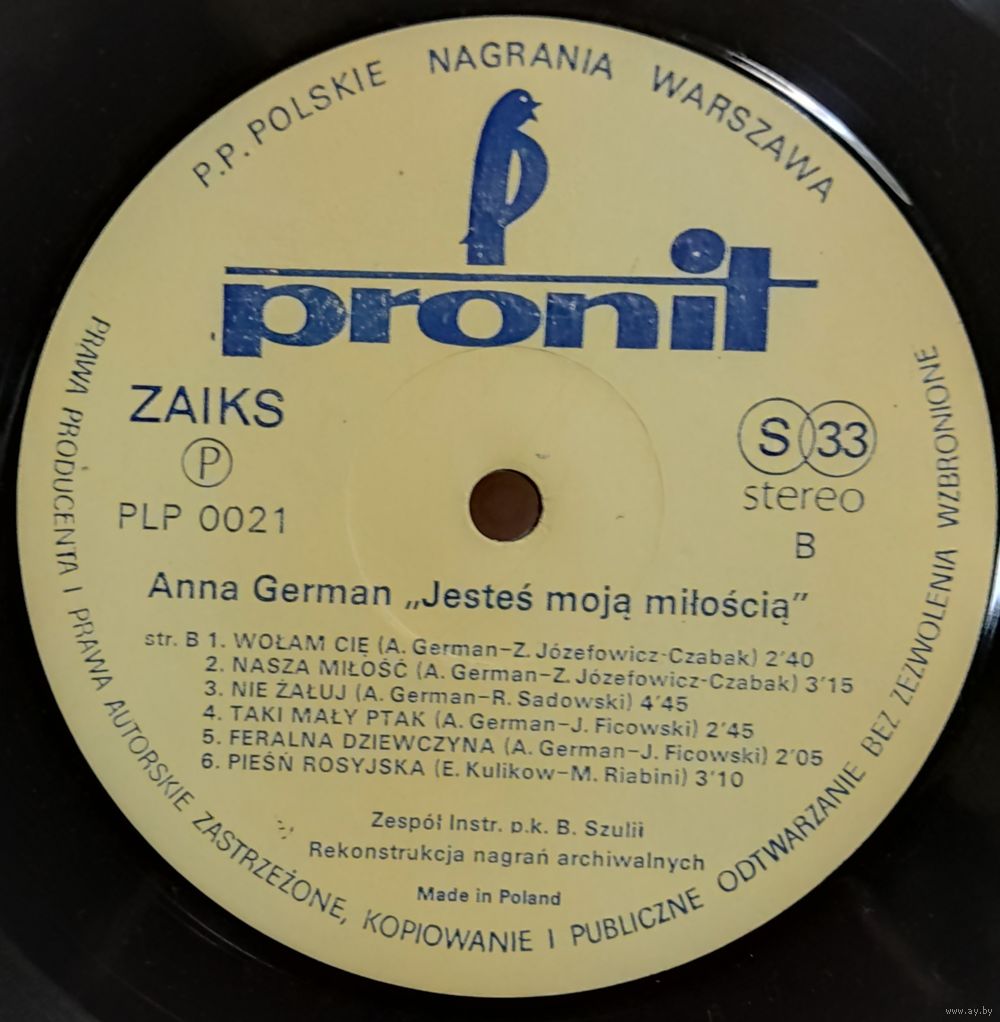 P.P. POLSKIE NAGRANIA WARSZAWA
pronit
ZAIKS
P
PLP 0021
S 33
stereo
B
Anna German „Jesteś moją miłością”
str. B 1. WOŁAM CIĘ (A. German–Z. Józefowicz-Czabak) 2'40
2. NASZA MIŁOŚĆ (A. German–Z. Józefowicz-Czabak) 3'15
3. NIE ŻAŁUJ (A. German–R. Sadowski) 4'45
4. TAKI MAŁY PTAK (A. German–J. Ficowski) 2'45
5. FERALNA DZIEWCZYNA (A. German–J. Ficowski) 2'05
6. PIEŚŃ ROSYJSKA (E. Kulikow–M. Riabini) 3'10
Zespół Instr. p.k. B. Szulii
Rekonstrukcja nagrań archiwalnych
Made in Poland
PRAWA PRODUCENTA I PRAWA AUTORSKIE ZASTRZEŻONE, KOPIOWANIE I PUBLICZNE ODTWARZANIE BEZ ZEZWOLENIA WZBRONIONE
www.ay.by